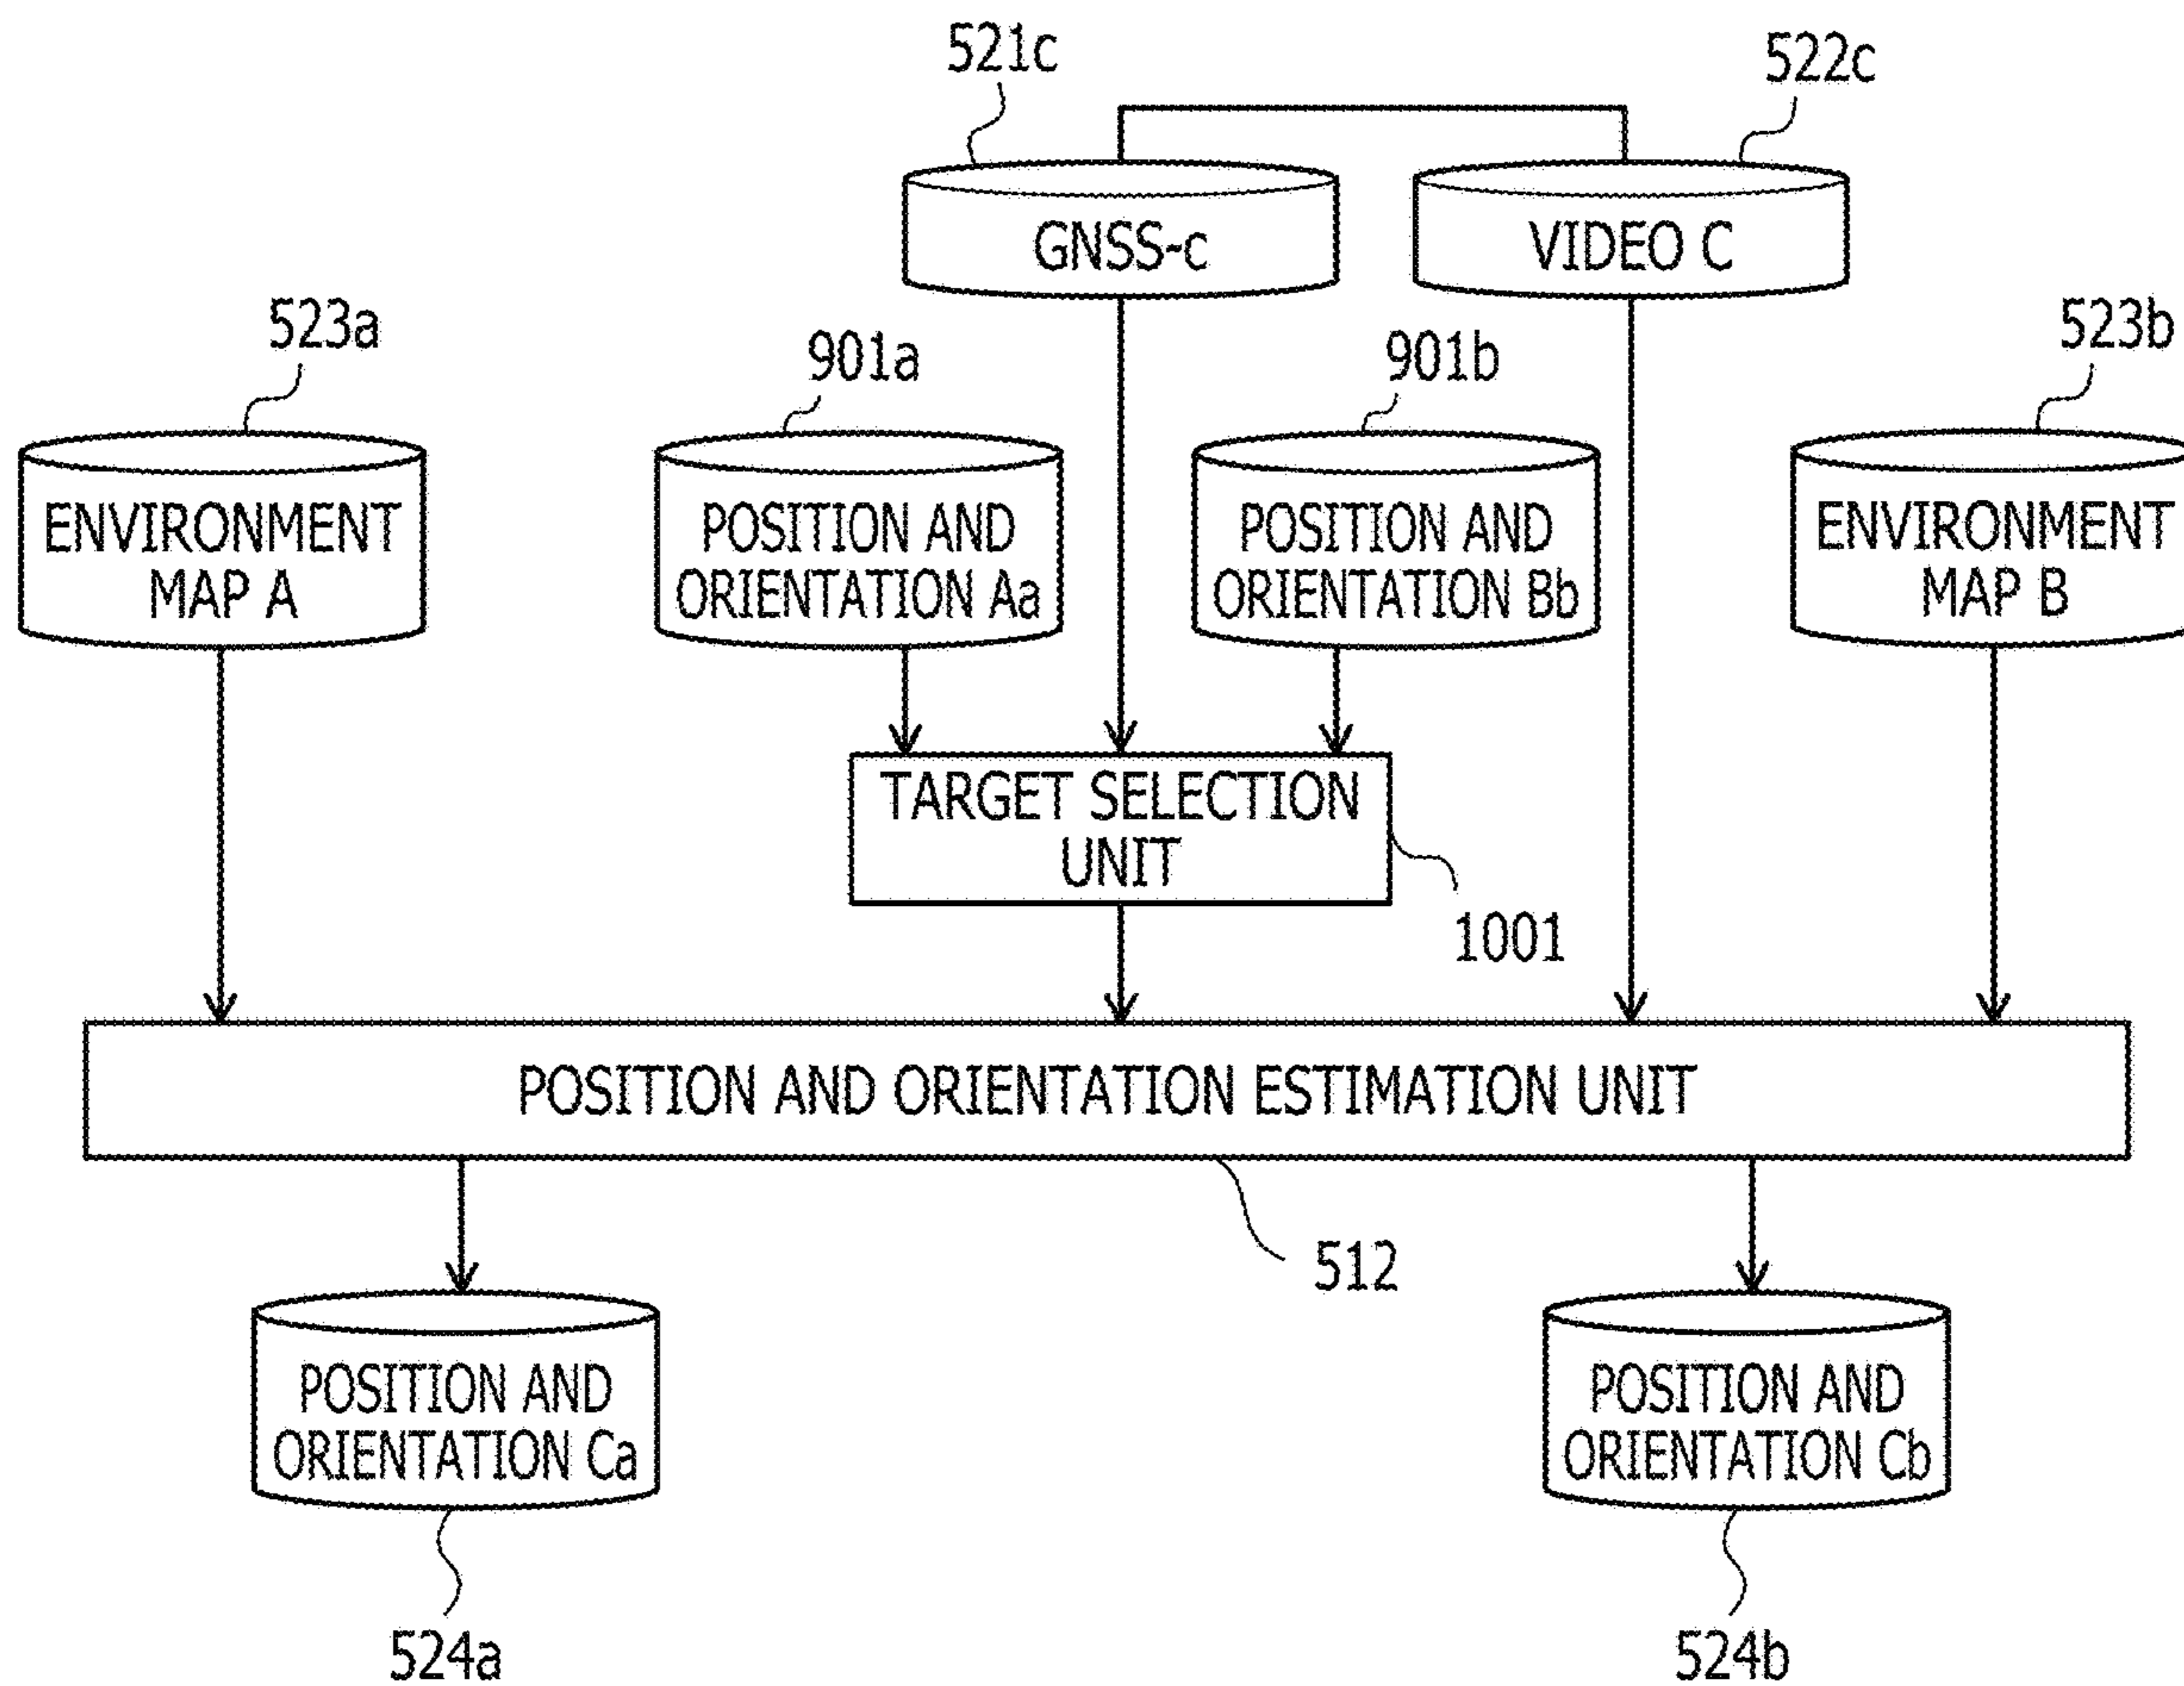 521c
522c
GNSS-c
VIDEO C
523a
901a
901b
523b
ENVIRONMENT
MAP A
POSITION AND
ORIENTATION Aa
POSITION AND
ORIENTATION Bb
ENVIRONMENT
MAP B
TARGET SELECTION
UNIT
1001
POSITION AND ORIENTATION ESTIMATION UNIT
512
POSITION AND
ORIENTATION Ca
POSITION AND
ORIENTATION Cb
524a
524b